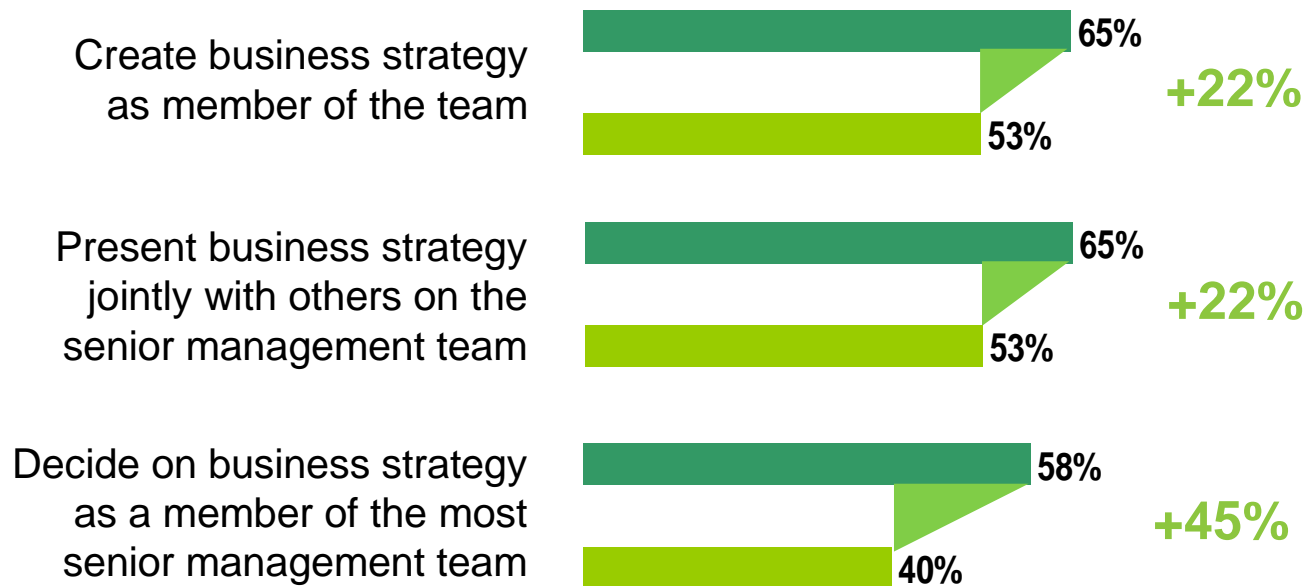 Create business strategy
as member of the team
65%
53%
+22%
Present business strategy
jointly with others on the
senior management team
65%
53%
+22%
Decide on business strategy
as a member of the most
senior management team
58%
40%
+45%